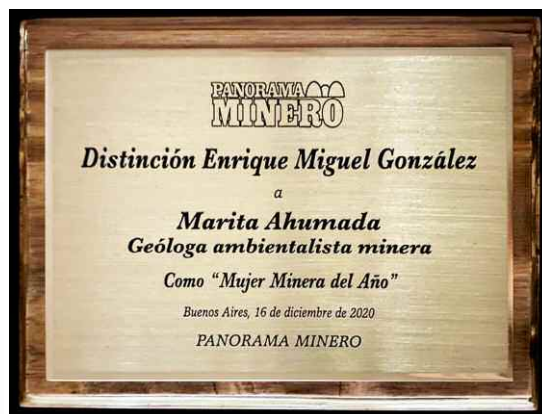 PANORAMA
MINERO
Distinción Enrique Miguel González
a
Marita Ahumada
Geóloga ambientalista minera
Como “Mujer Minera del Año”
Buenos Aires, 16 de diciembre de 2020
PANORAMA MINERO